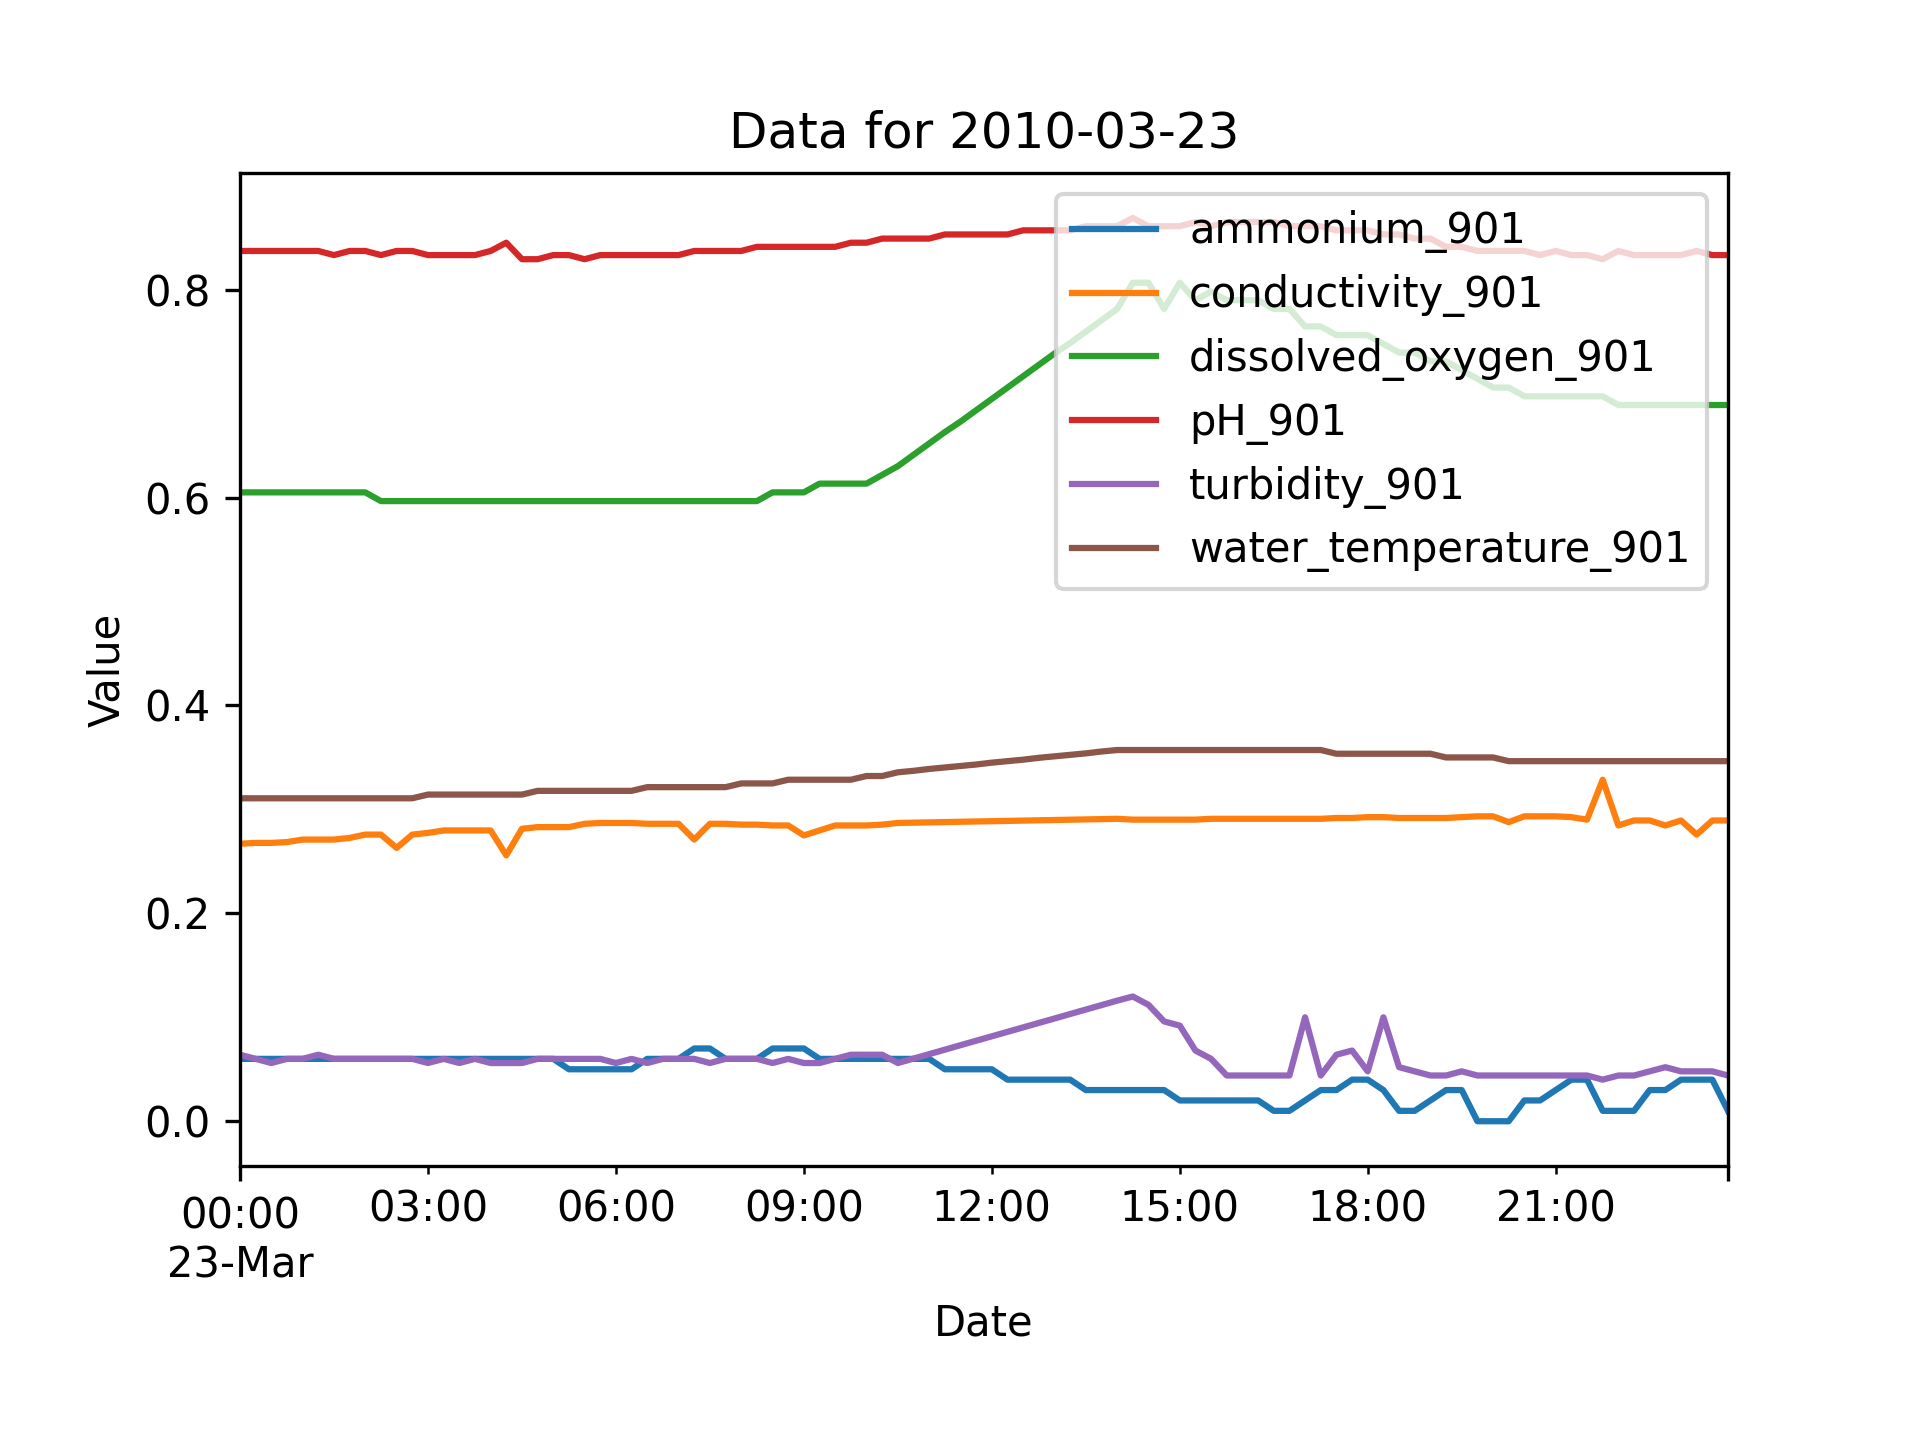 Data for 2010-03-23
ammonium_901
conductivity_901
dissolved_oxygen_901
pH_901
turbidity_901
water_temperature_901
Value
0.8
0.6
0.4
0.2
0.0
00:00 03:00 06:00 09:00 12:00 15:00 18:00 21:00
23-Mar
Date